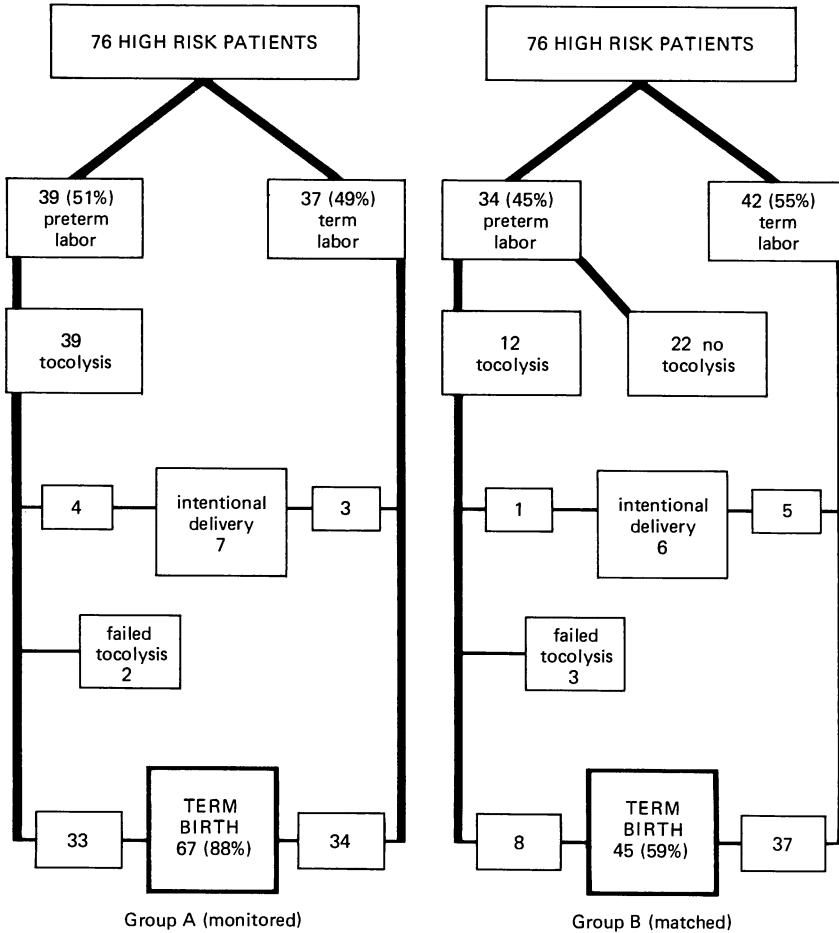 76 HIGH RISK PATIENTS
39 (51%)
preterm
labor
37 (49%)
term
labor
39
tocolysis
4
intentional
delivery
7
3
failed
tocolysis
2
33
TERM
BIRTH
67 (88%)
34
Group A (monitored)
76 HIGH RISK PATIENTS
34 (45%)
preterm
labor
42 (55%)
term
labor
12
tocolysis
22 no
tocolysis
1
intentional
delivery
6
5
failed
tocolysis
3
8
TERM
BIRTH
45 (59%)
37
Group B (matched)